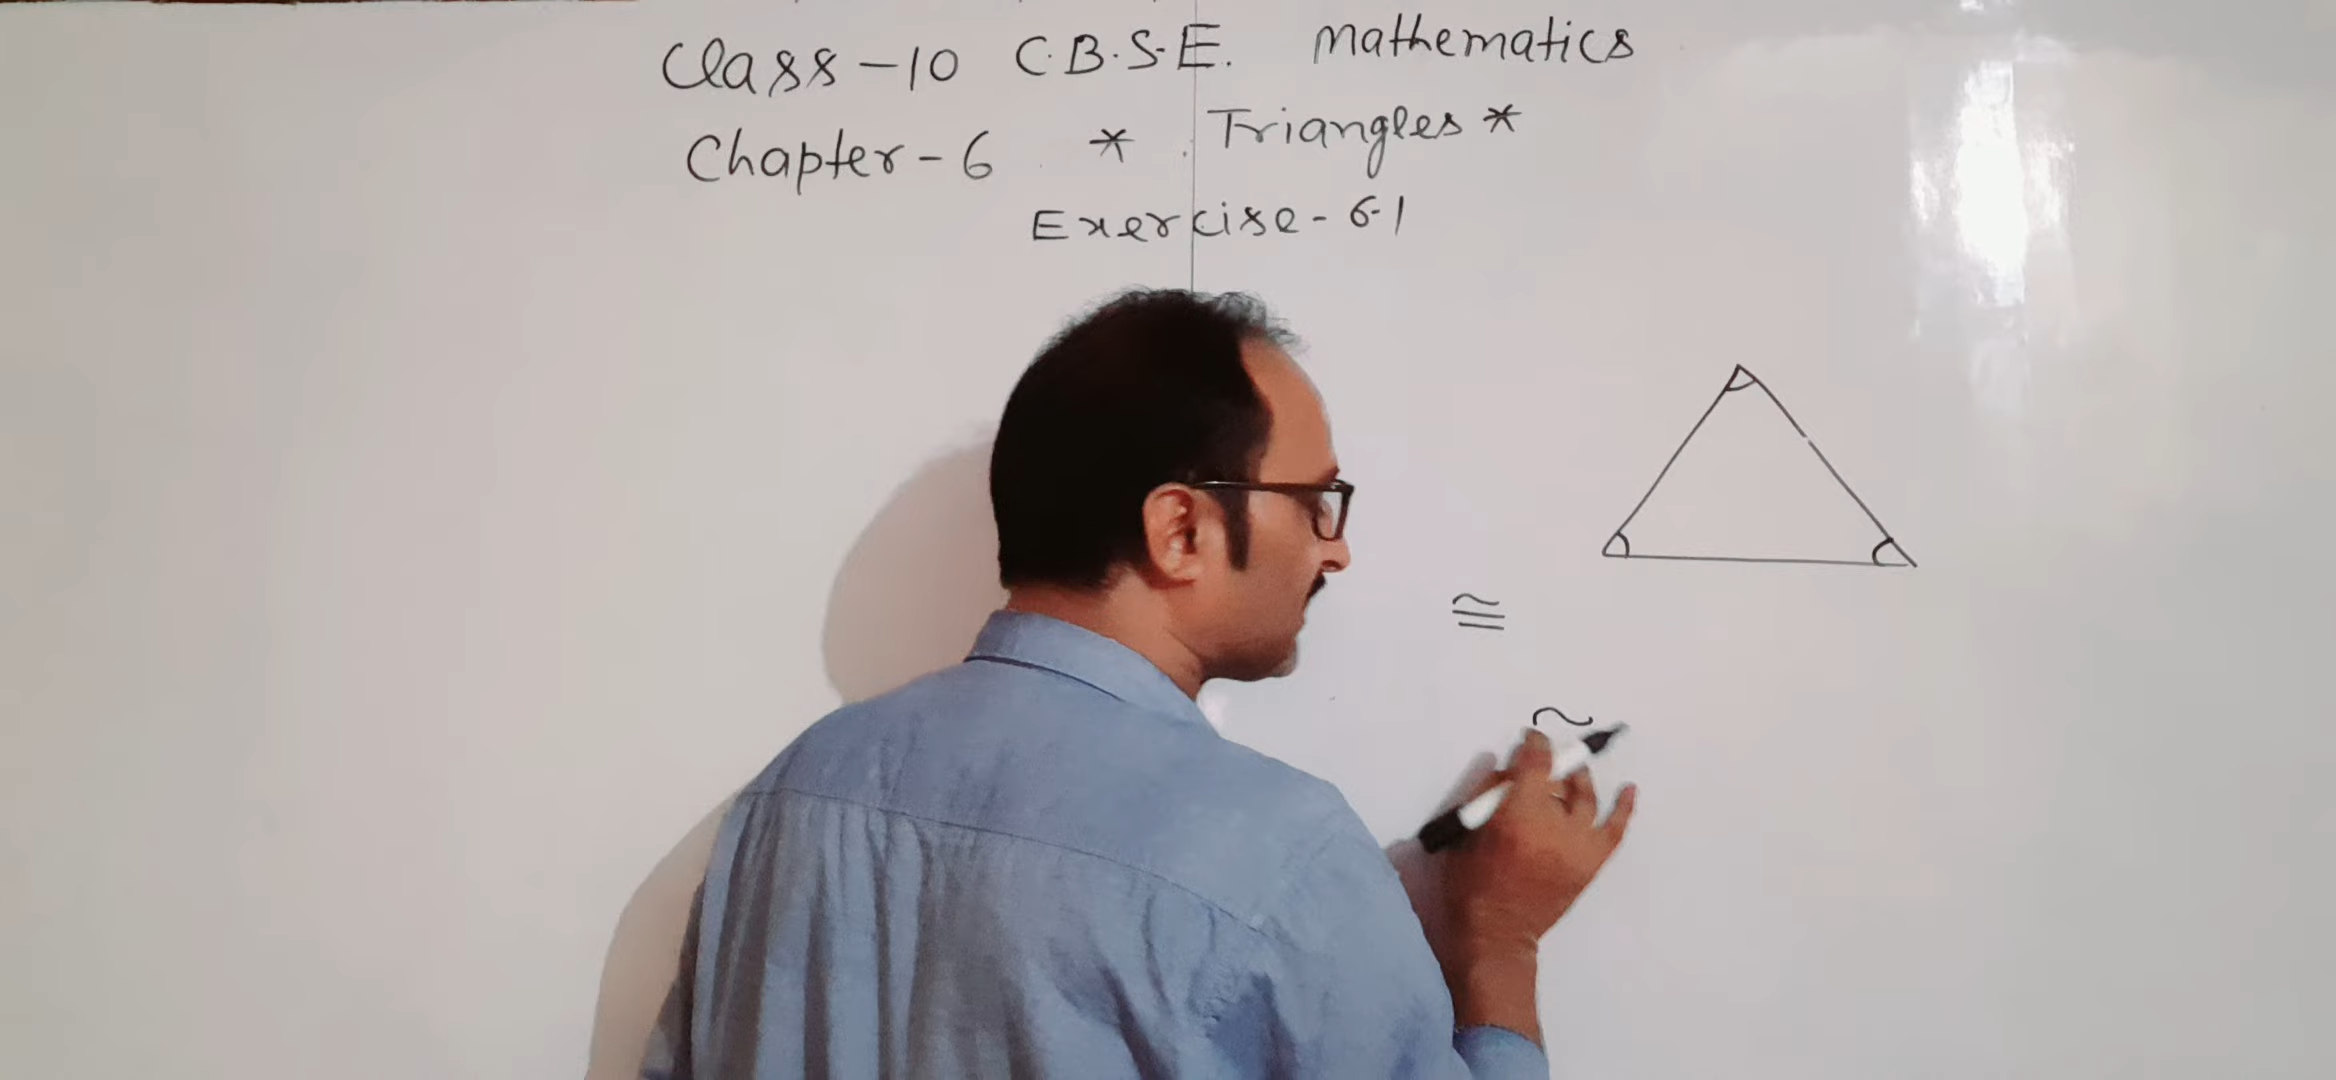 Class-10 C.B.S.E. Mathematics
Chapter-6 * Triangles *
Exercise-6.1
≅
~